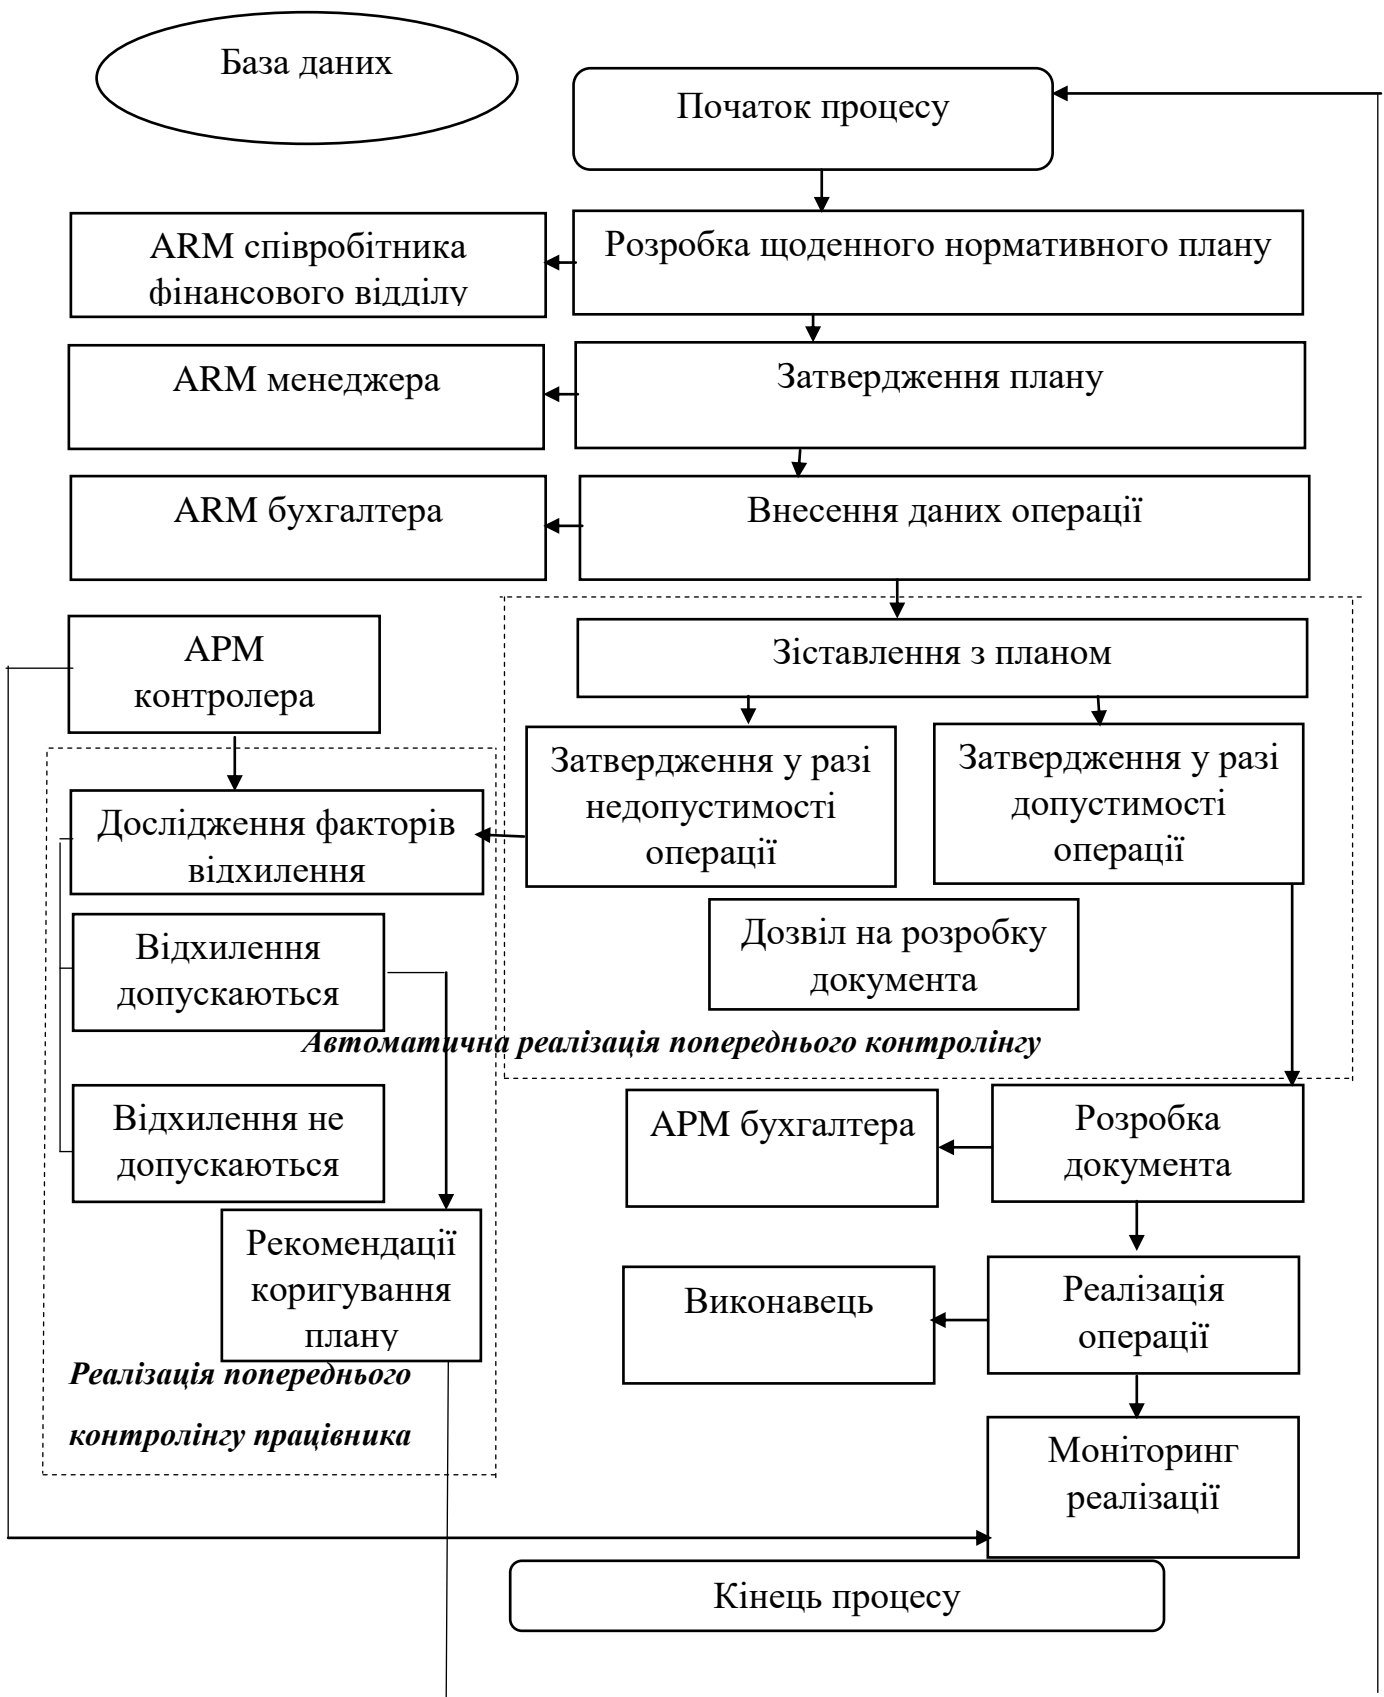 База даних
Початок процесу
ARM співробітника
фінансового відділу
Розробка щоденного нормативного плану
ARM менеджера
Затвердження плану
ARM бухгалтера
Внесення даних операції
АРМ
контролера
Зіставлення з планом
Затвердження у разі
недопустимості
операції
Затвердження у разі
допустимості
операції
Дослідження факторів
відхилення
Відхилення
допускаються
Дозвіл на розробку
документа
Автоматична реалізація попереднього контролінгу
Відхилення не
допускаються
АРМ бухгалтера
Розробка
документа
Рекомендації
коригування
плану
Виконавець
Реалізація
операції
Реалізація попереднього
контролінгу працівника
Моніторинг
реалізації
Кінець процесу